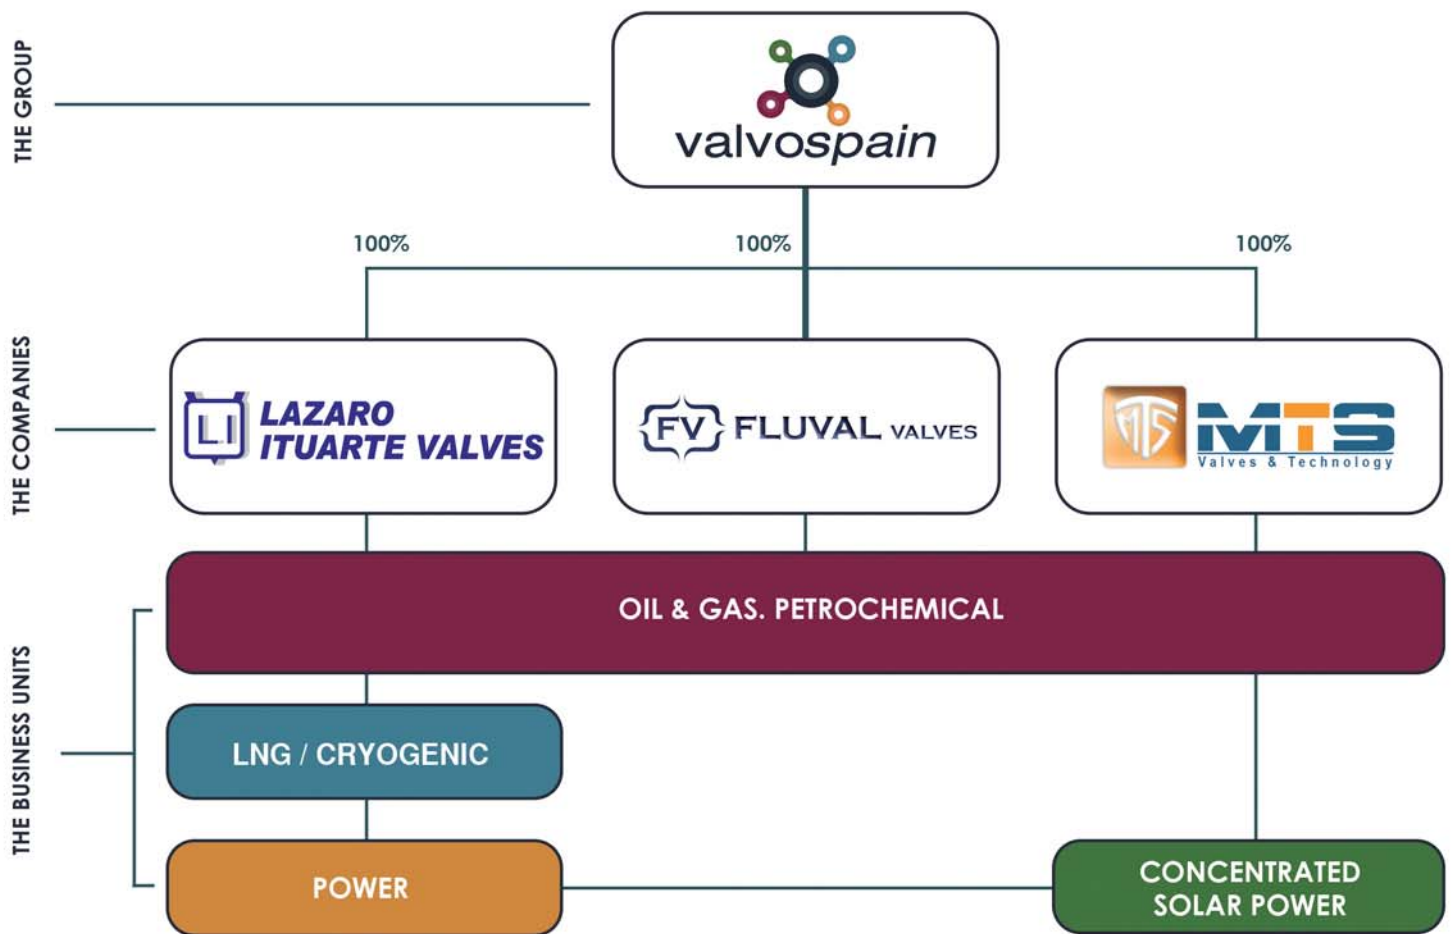 THE GROUP
valvospain
100%
100%
100%
THE COMPANIES
LI
LAZARO
ITUARTE VALVES
FV
FLUVAL VALVES
MTS
MTS
Valves & Technology
THE BUSINESS UNITS
OIL & GAS. PETROCHEMICAL
LNG / CRYOGENIC
POWER
CONCENTRATED
SOLAR POWER